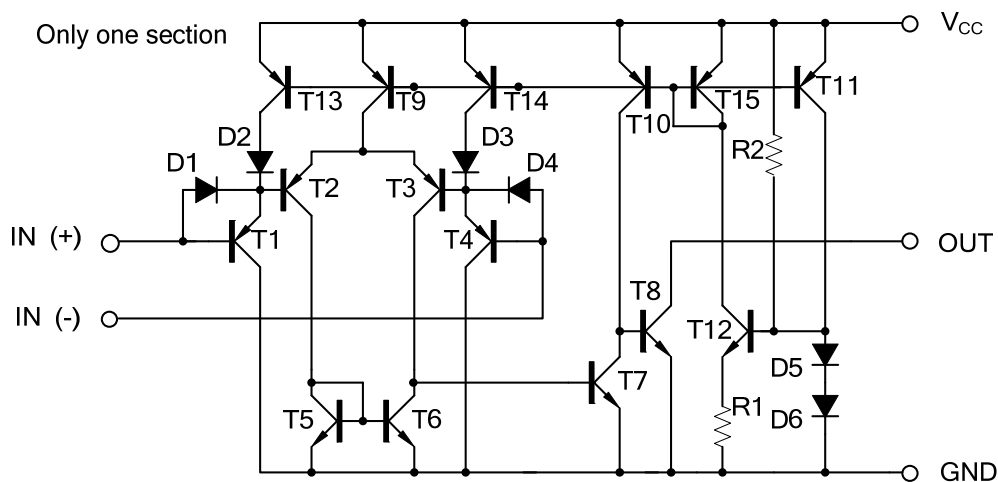 Only one section
VCC
T13
T9
T14
T10
T15
T11
D2
D3
R2
D1
D4
T2
T3
IN (+)
T1
T4
OUT
IN (-)
T8
T12
D5
T7
T5
T6
R1
D6
GND